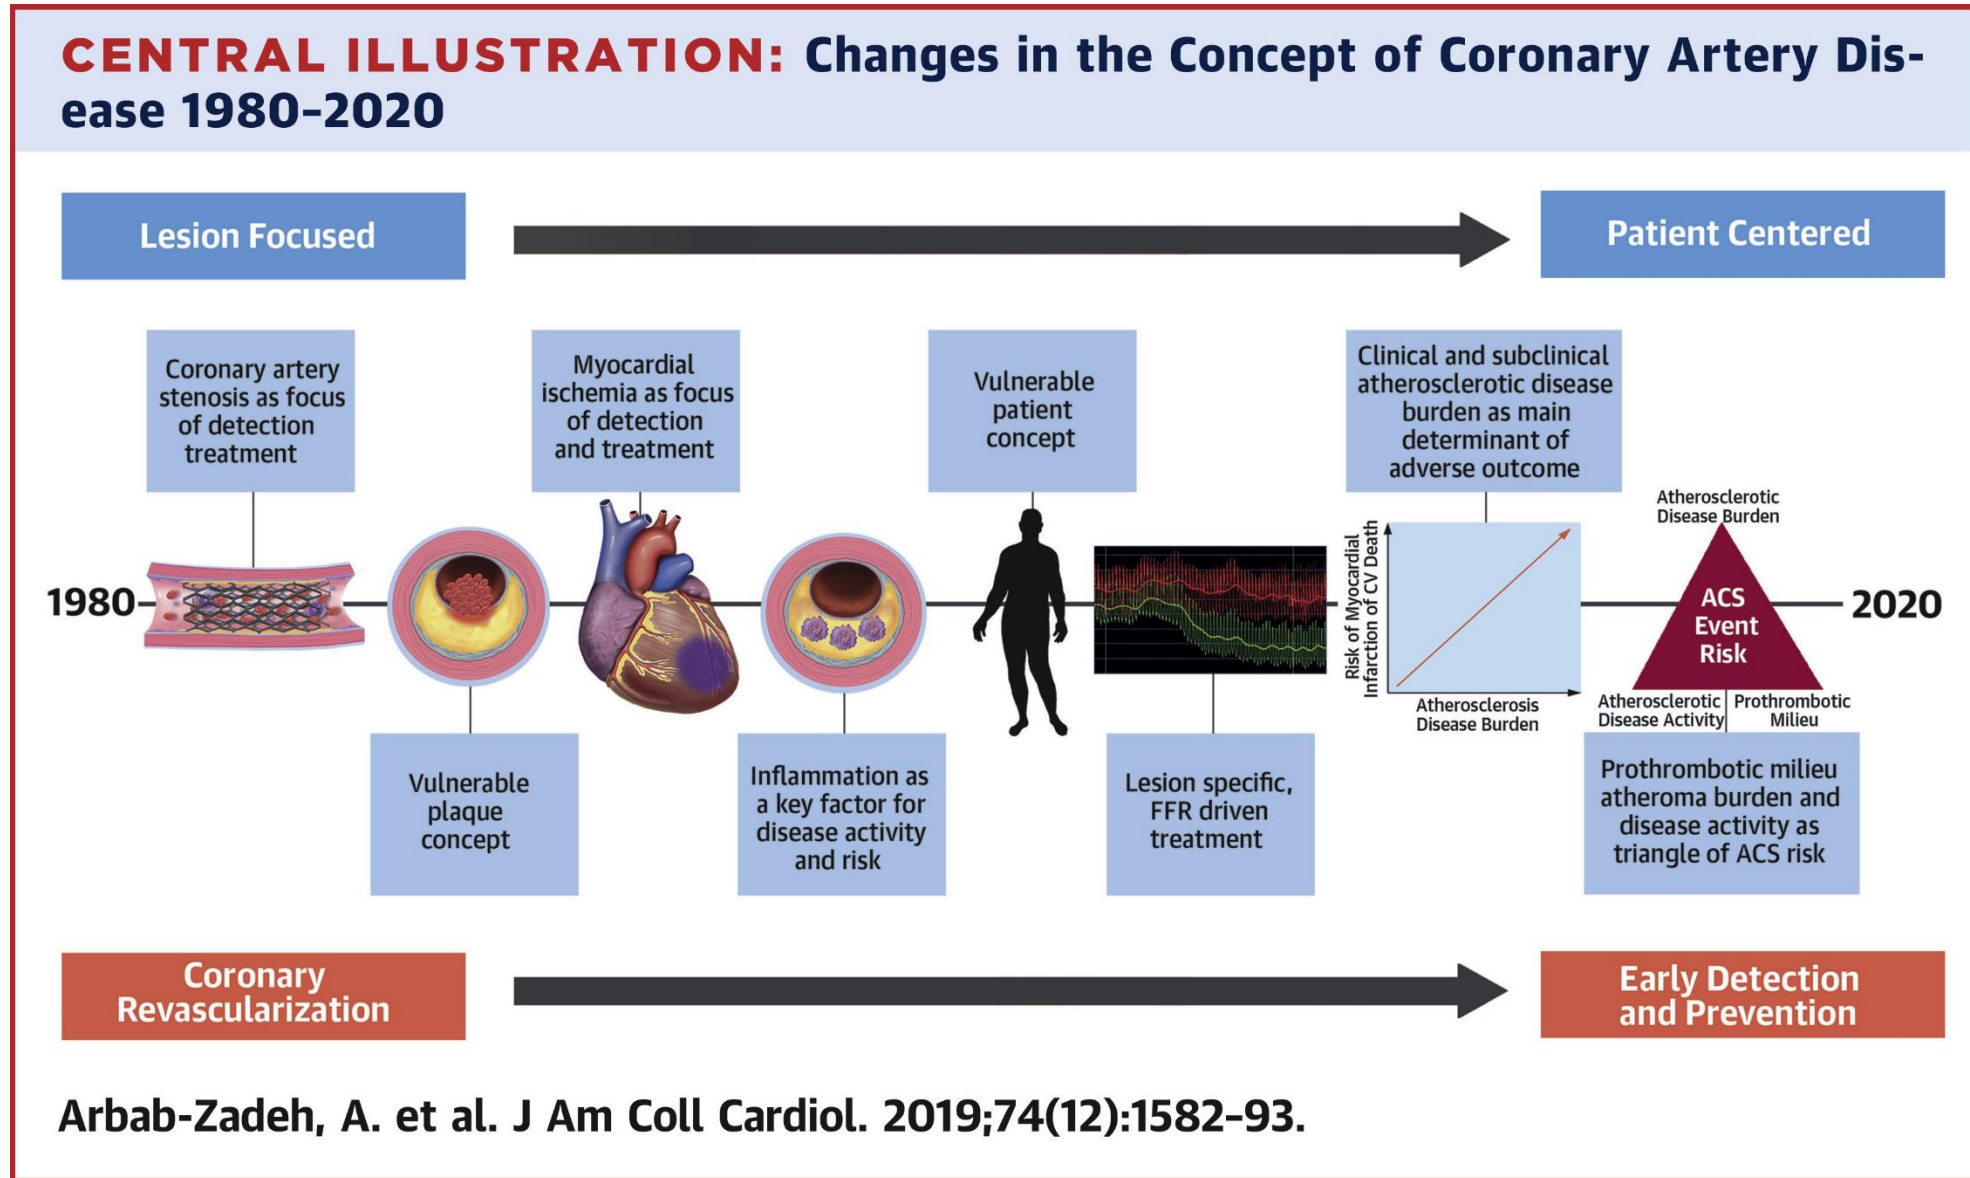 CENTRAL ILLUSTRATION: Changes in the Concept of Coronary Artery Dis-
ease 1980–2020
Lesion Focused
Patient Centered
Coronary artery
stenosis as focus
of detection
treatment
Myocardial
ischemia as focus
of detection
and treatment
Vulnerable
patient
concept
Clinical and subclinical
atherosclerotic disease
burden as main
determinant of
adverse outcome
1980
Risk of Myocardial
Infarction of CV Death
Atherosclerosis
Disease Burden
Atherosclerotic
Disease Burden
ACS
Event
Risk
Atherosclerotic
Disease Activity
Prothrombotic
Milieu
2020
Vulnerable
plaque
concept
Inflammation as
a key factor for
disease activity
and risk
Lesion specific,
FFR driven
treatment
Prothrombotic milieu
atheroma burden and
disease activity as
triangle of ACS risk
Coronary
Revascularization
Early Detection
and Prevention
Arbab-Zadeh, A. et al. J Am Coll Cardiol. 2019;74(12):1582–93.